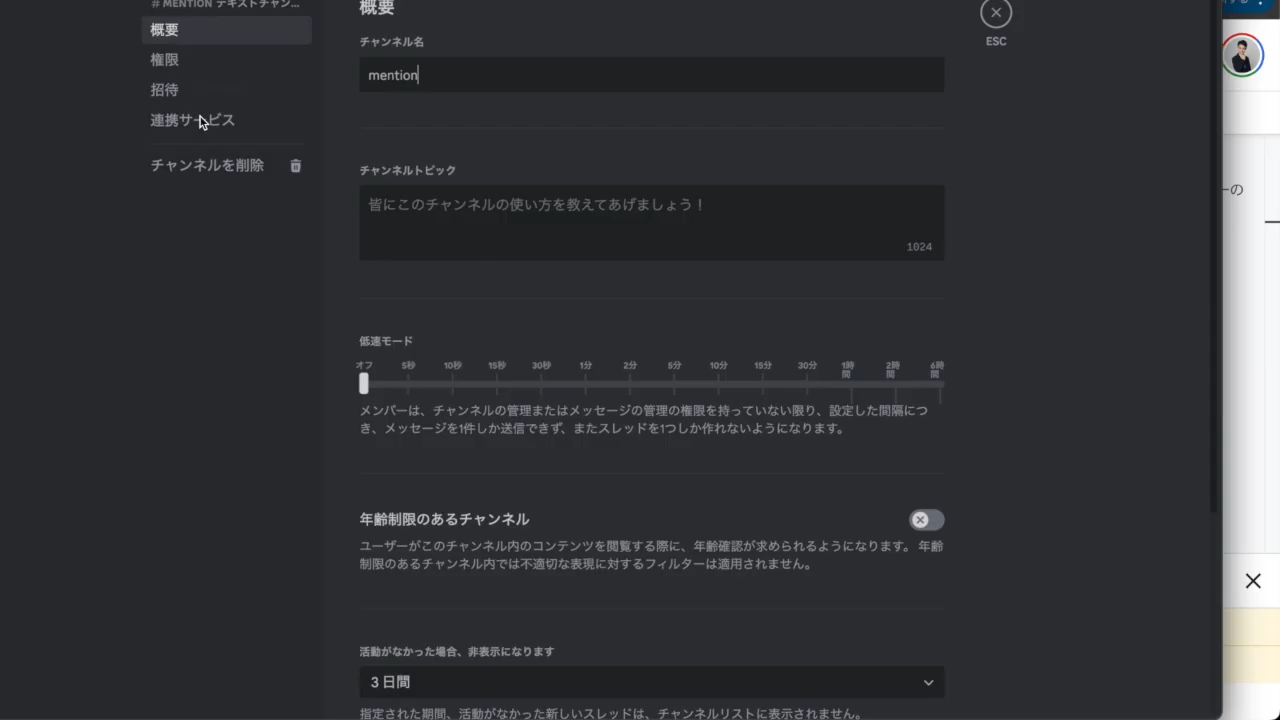 # MENTION テキストチャン...
概要
権限
招待
連携サービス
チャンネルを削除
概要
チャンネル名
mention
チャンネルトピック
皆にこのチャンネルの使い方を教えてあげましょう！
1024
低速モード
オフ 5秒 10秒 15秒 30秒 1分 2分 5分 10分 15分 30分 1時間 2時間 6時間
メンバーは、チャンネルの管理またはメッセージの管理の権限を持っていない限り、設定した間隔につ
き、メッセージを1件しか送信できず、またスレッドを1つしか作れないようになります。
年齢制限のあるチャンネル
ユーザーがこのチャンネル内のコンテンツを閲覧する際に、年齢確認が求められるようになります。 年齢
制限のあるチャンネル内では不適切な表現に対するフィルターは適用されません。
活動がなかった場合、非表示になります
3 日間
指定された期間、活動がなかった新しいスレッドは、チャンネルリストに表示されません。
ESC
ーの